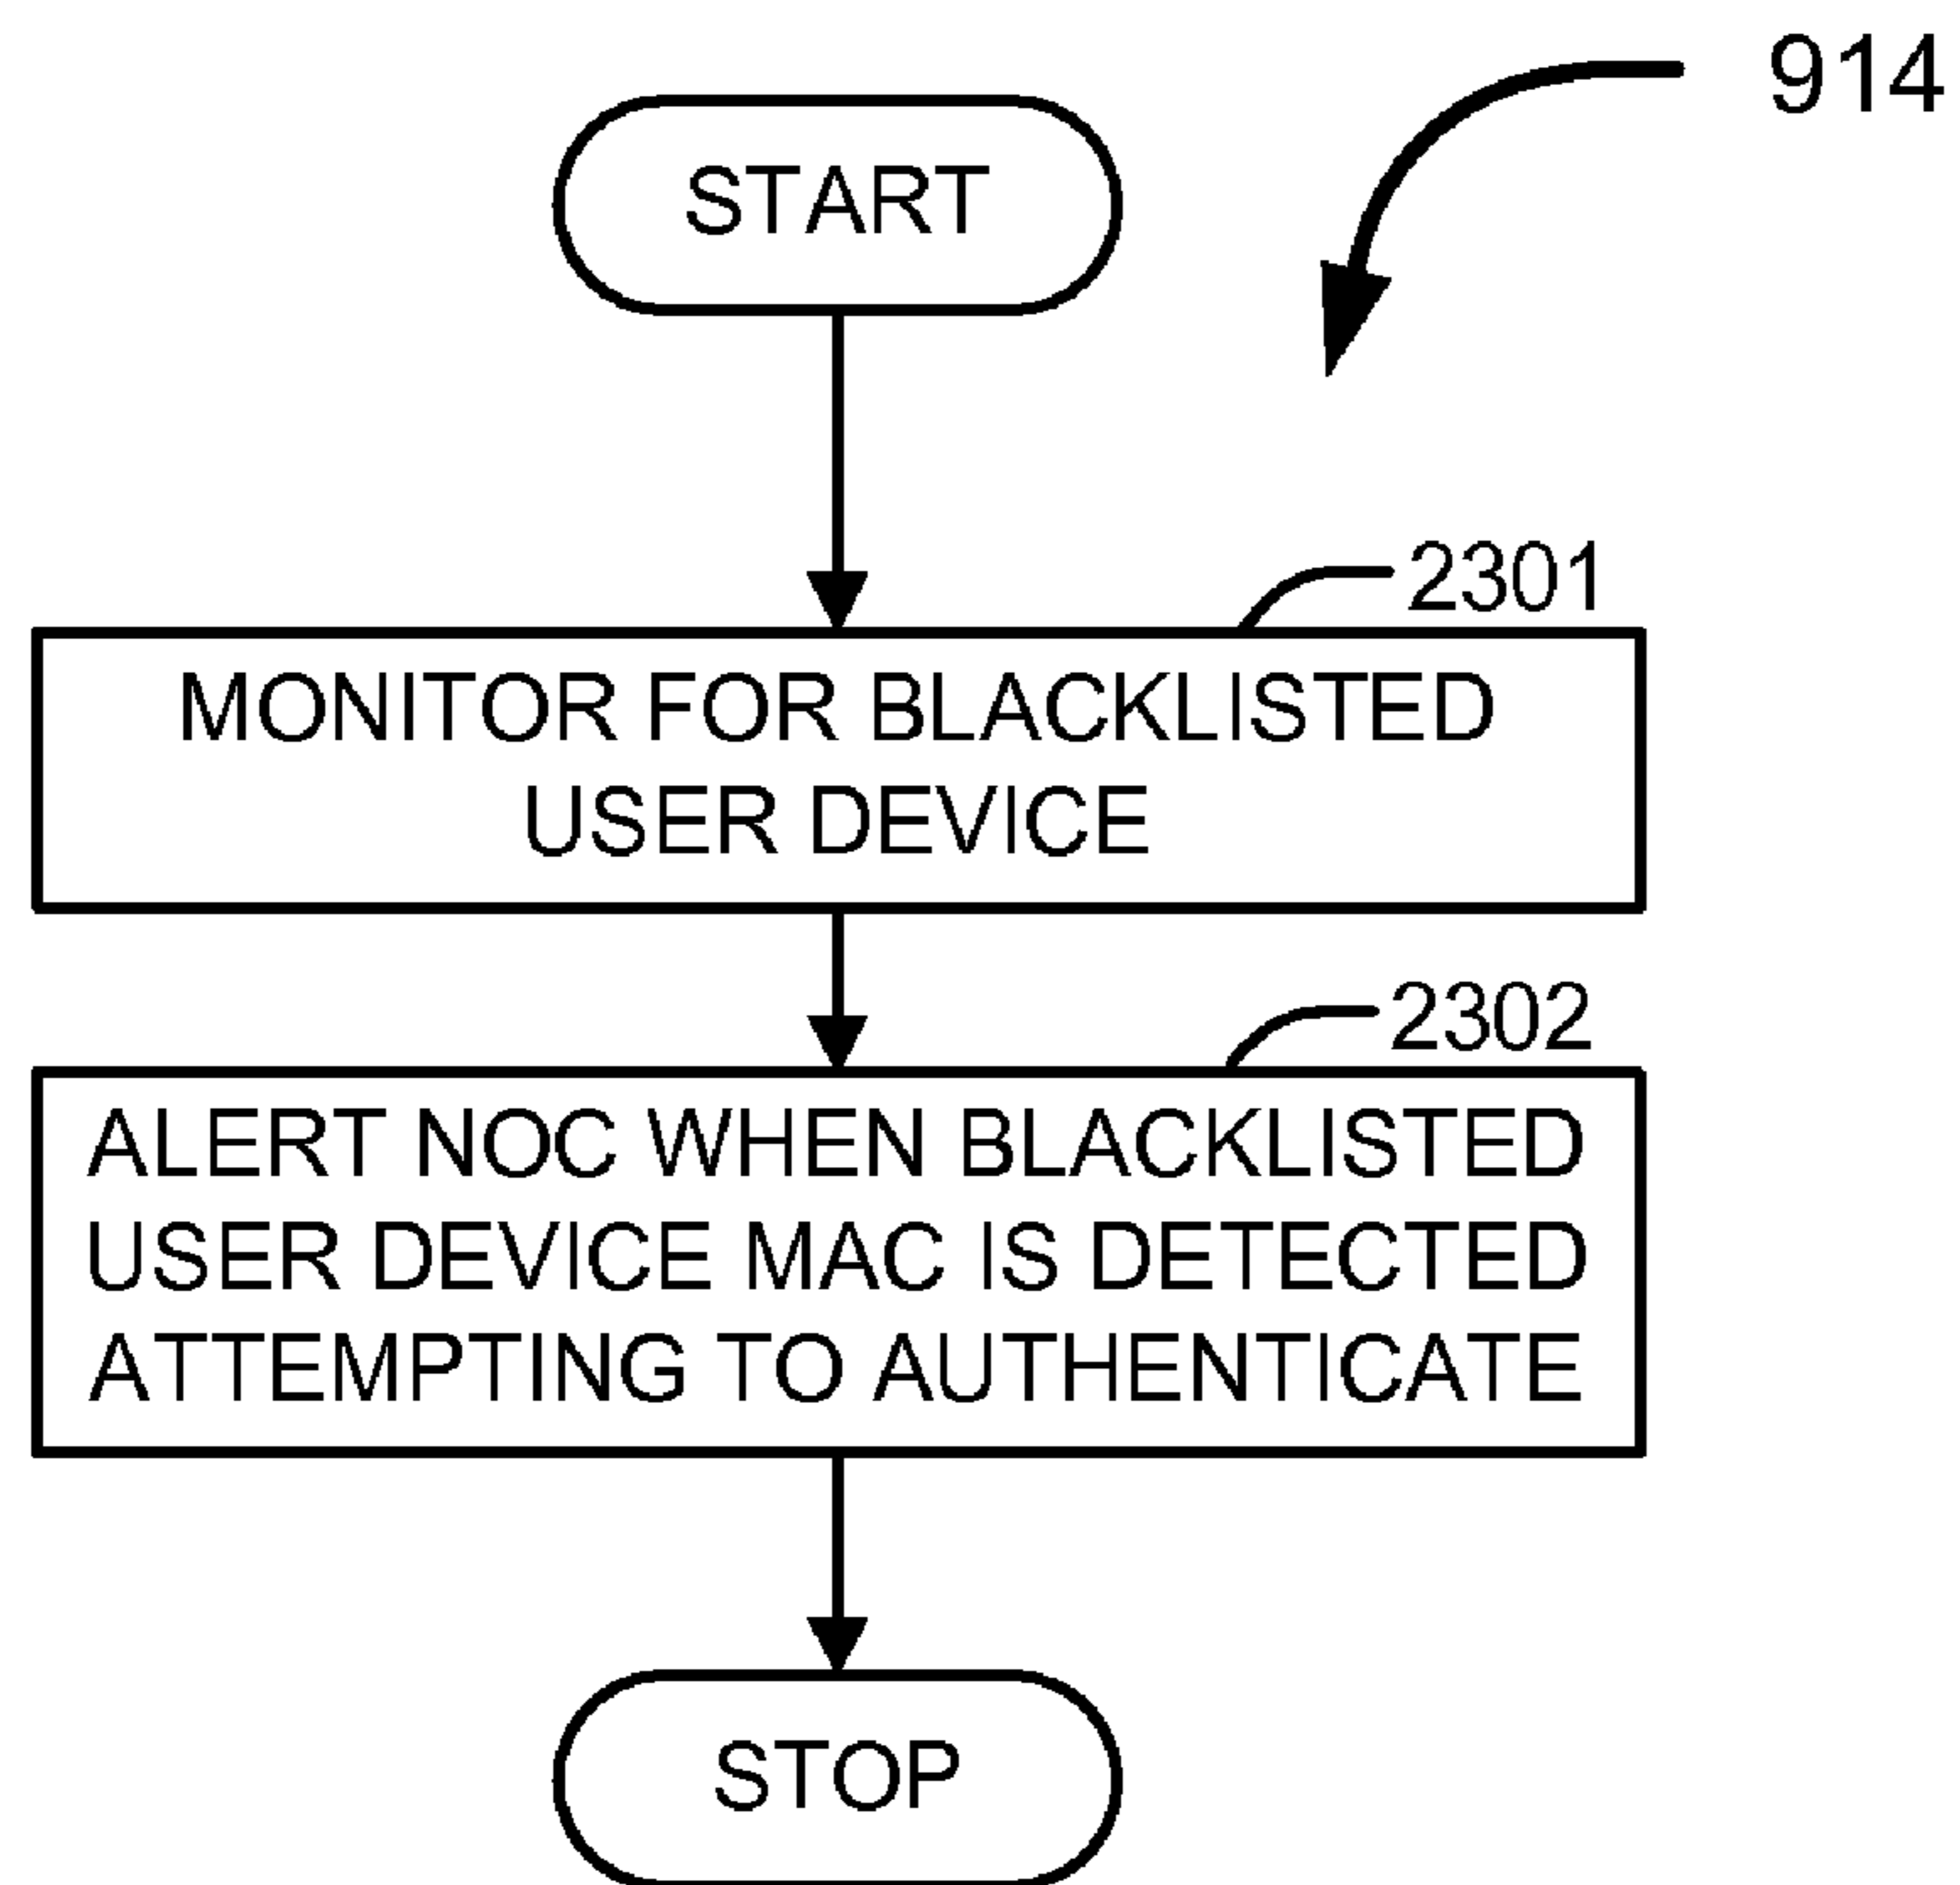 914
START
2301
MONITOR FOR BLACKLISTED
USER DEVICE
2302
ALERT NOC WHEN BLACKLISTED
USER DEVICE MAC IS DETECTED
ATTEMPTING TO AUTHENTICATE
STOP